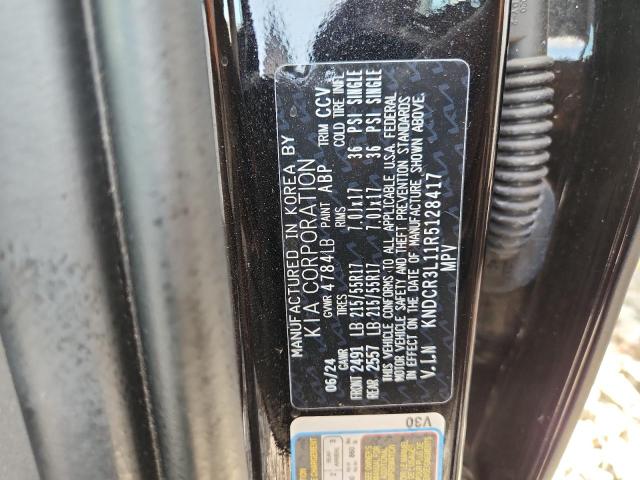 MANUFACTURED IN KOREA BY
KIA CORPORATION
06/24 GVWR 4784LB PAINT ABP TRIM CCV
GAWR TIRES RIMS COLD TIRE INFL
FRONT 2491 LB 215/55R17 7.0Jx17 36 PSI SINGLE
REAR 2557 LB 215/55R17 7.0Jx17 36 PSI SINGLE
THIS VEHICLE CONFORMS TO ALL APPLICABLE U.S.A. FEDERAL
MOTOR VEHICLE SAFETY AND THEFT PREVENTION STANDARDS
IN EFFECT ON THE DATE OF MANUFACTURE SHOWN ABOVE.
V.I.N KNDCR3L11R5128417
MPV
V30